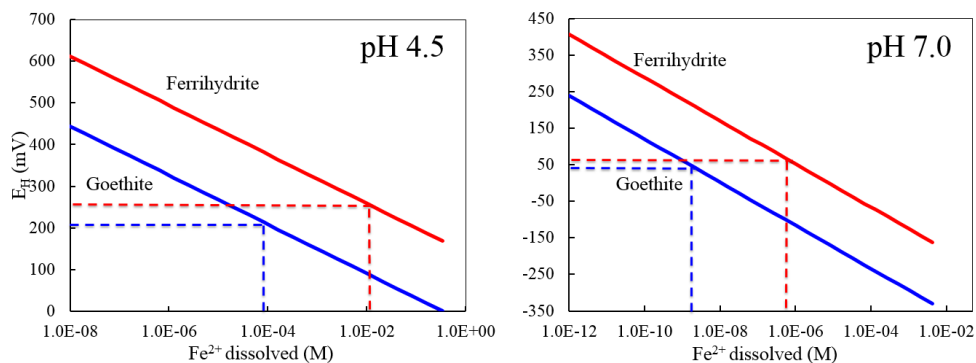 pH 4.5
700
600
500
400
300
200
100
0
E_H (mV)
Ferrihydrite
Goethite
1.0E-08
1.0E-06
1.0E-04
1.0E-02
1.0E+00
Fe²⁺ dissolved (M)
pH 7.0
450
350
250
150
50
-50
-150
-250
-350
Ferrihydrite
Goethite
1.0E-12
1.0E-10
1.0E-08
1.0E-06
1.0E-04
1.0E-02
Fe²⁺ dissolved (M)